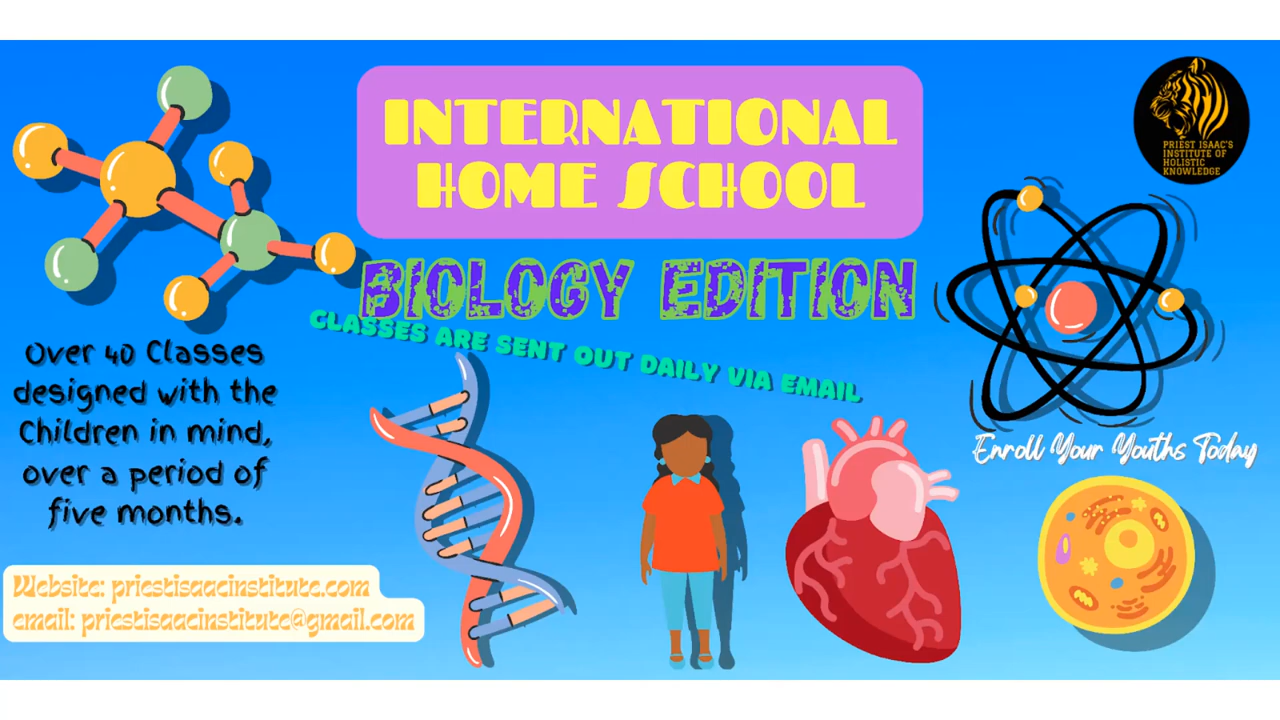 INTERNATIONAL
HOME SCHOOL
PRIEST ISAAC'S
INSTITUTE OF
HOLISTIC
KNOWLEDGE
BIOLOGY EDITION
CLASSES ARE SENT OUT DAILY VIA EMAIL
Over 40 Classes
designed with the
Children in mind,
over a period of
five months.
Enroll Your Youths Today
Website: priestisaacinstitute.com
email: priestisaacinstitute@gmail.com